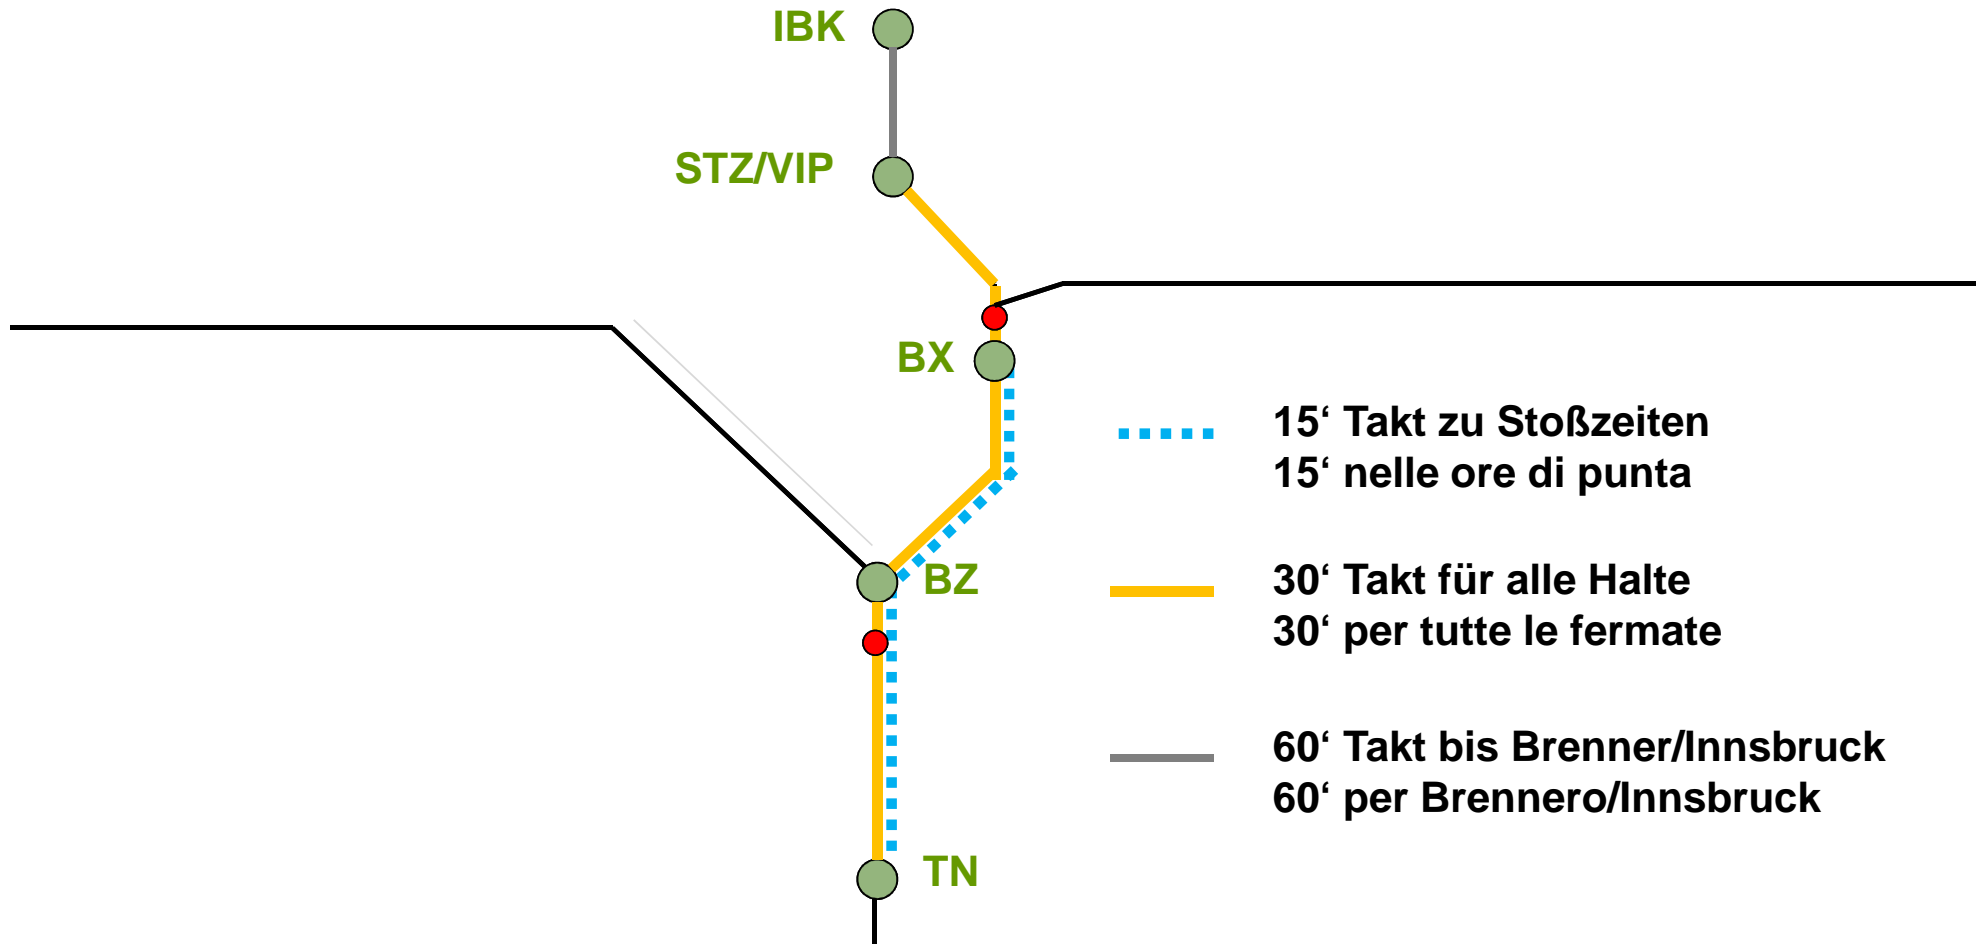 IBK
STZ/VIP
BX
BZ
TN
15‘ Takt zu Stoßzeiten
15‘ nelle ore di punta
30‘ Takt für alle Halte
30‘ per tutte le fermate
60‘ Takt bis Brenner/Innsbruck
60‘ per Brennero/Innsbruck